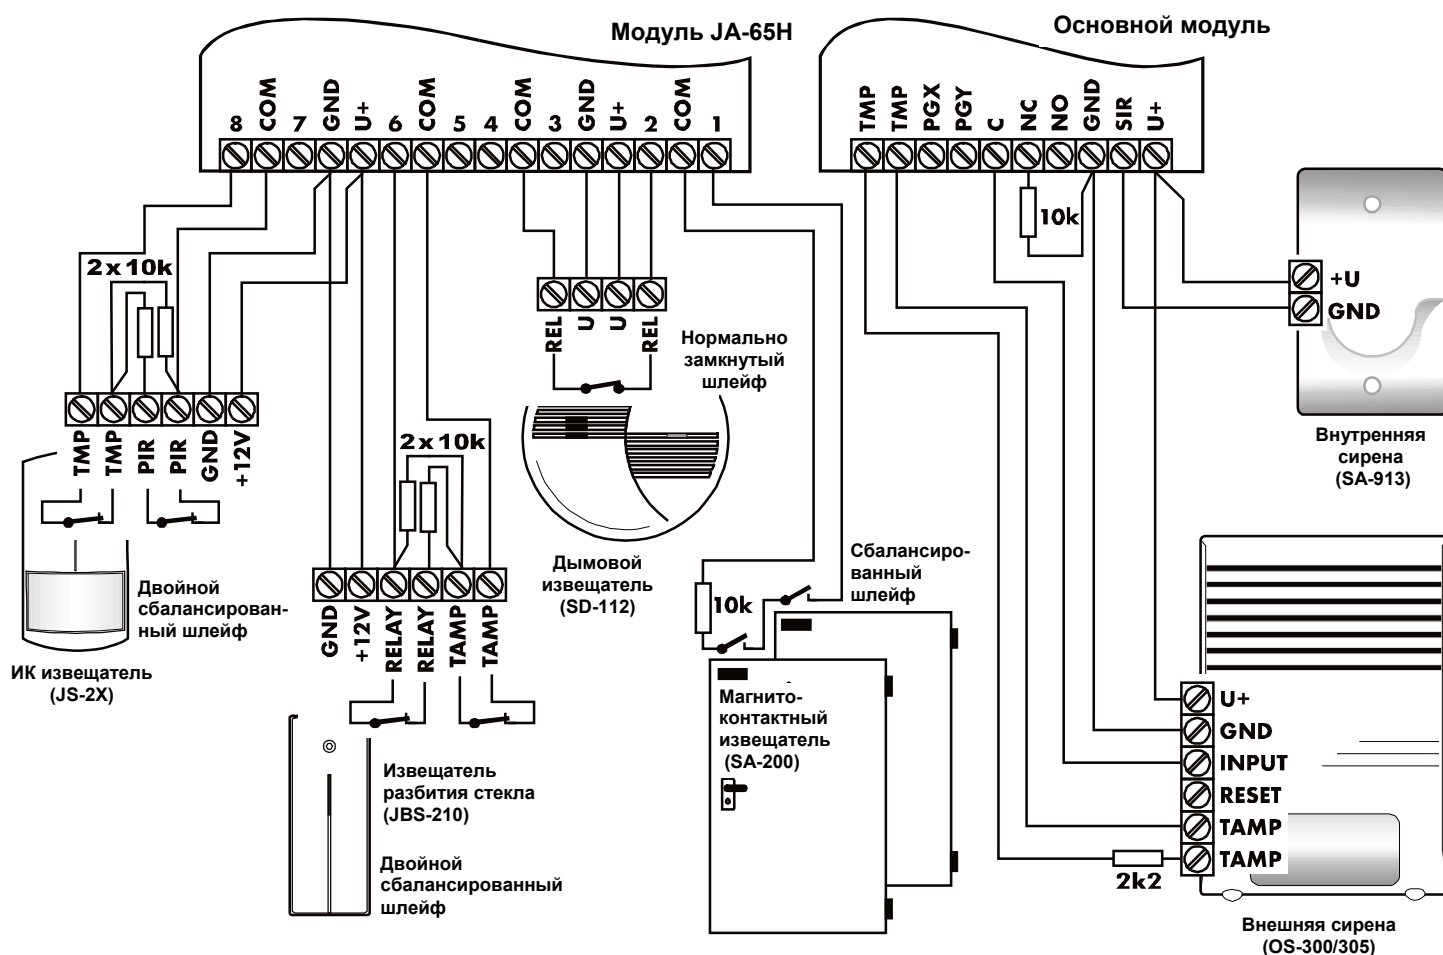 Модуль JA-65H
Основной модуль
8 COM 7 GND U+ 6 COM 5 4 COM 3 GND U+ 2 COM 1
TMP TMP PGX PGY C NC NO GND SIR U+
10k
2 x 10k
+U
GND
REL U U REL
Нормально
замкнутый
шлейф
TMP TMP PIR PIR GND +12V
2 x 10k
Внутренняя
сирена
(SA-913)
Двойной
сбалансирован-
ный шлейф
ИК извещатель
(JS-2X)
Дымовой
извещатель
(SD-112)
Сбалансиро-
ванный
шлейф
10k
GND +12V RELAY RELAY TAMP TAMP
Магнито-
контактный
извещатель
(SA-200)
Извещатель
разбития стекла
(JBS-210)
Двойной
сбалансированный
шлейф
U+
GND
INPUT
RESET
TAMP
TAMP
2k2
Внешняя сирена
(OS-300/305)